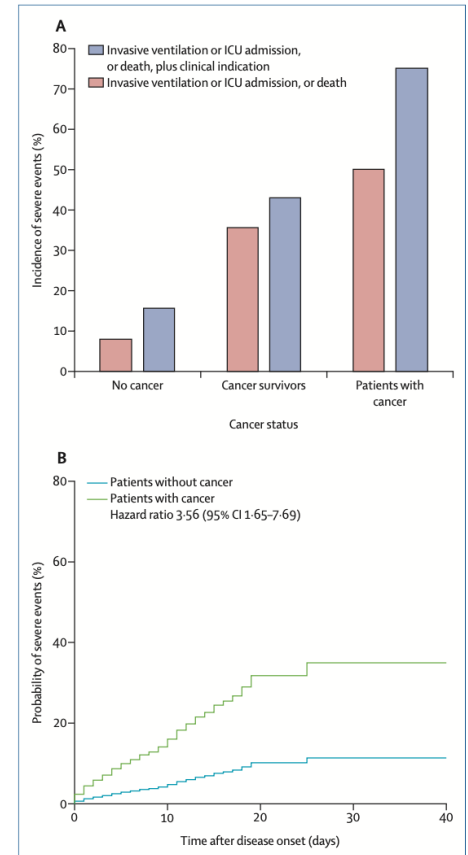 A
Invasive ventilation or ICU admission,
or death, plus clinical indication
Invasive ventilation or ICU admission, or death
Incidence of severe events (%)
80
70
60
50
40
30
20
10
0
No cancer
Cancer survivors
Patients with
cancer
Cancer status
B
Patients without cancer
Patients with cancer
Hazard ratio 3·56 (95% CI 1·65–7·69)
Probability of severe events (%)
80
60
40
20
0
0 10 20 30 40
Time after disease onset (days)